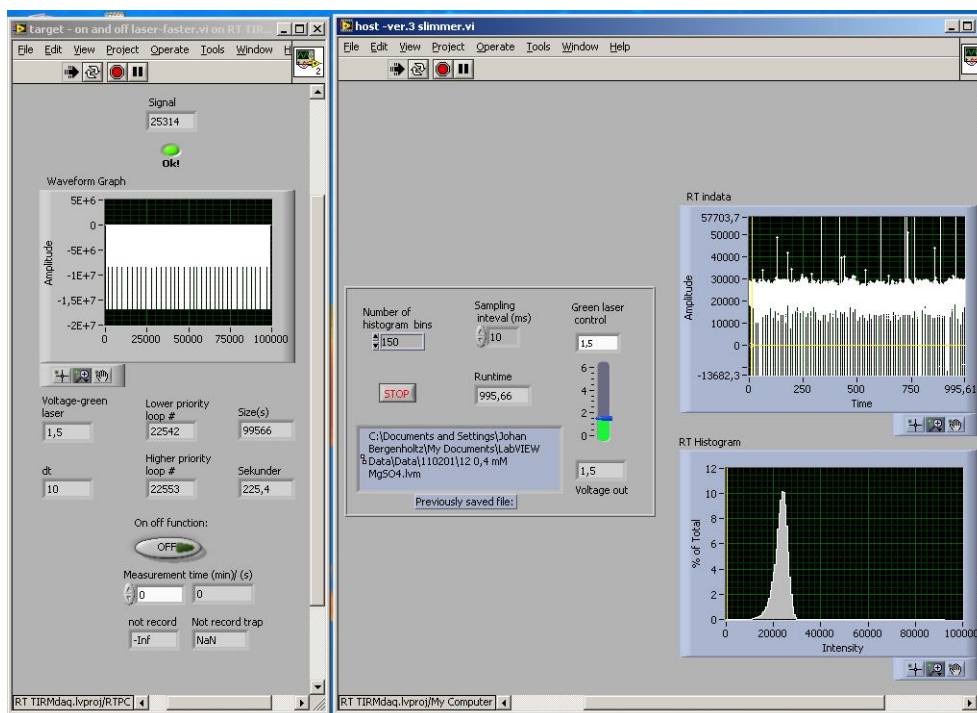 target - on and off laser-faster.vi on RT TIR...
File Edit View Project Operate Tools Window H
2
Signal
25314
Ok!
Waveform Graph
5E+6
0
-5E+6
-1E+7
-1,5E+7
-2E+7
Amplitude
0 25000 50000 75000 100000
Voltage-green laser
1,5
Lower priority loop #
22542
Size(s)
99566
dt
10
Higher priority loop #
22553
Sekunder
225,4
On off function:
OFF
Measurement time (min)/ (s)
0 0
not record Not record trap
-Inf NaN
RT TIRMdaq.lvproj/RTPC
host -ver.3 slimmer.vi
File Edit View Project Operate Tools Window Help
Number of
histogram bins
150
Sampling
inteval (ms)
10
Green laser
control
1,5
STOP
Runtime
995,66
6
4
2
0
C:\Documents and Settings\Johan
Bergenholtz\My Documents\LabVIEW
Data\Data\110201\12 0,4 mM
MgSO4.lvm
Previously saved file:
1,5
Voltage out
RT indata
57703,7
50000
40000
30000
20000
10000
0
-13682,3
Amplitude
0 250 500 750 995,61
Time
RT Histogram
12
10
8
6
4
2
0
% of Total
0 20000 40000 60000 80000 100000
Intensity
RT TIRMdaq.lvproj/My Computer